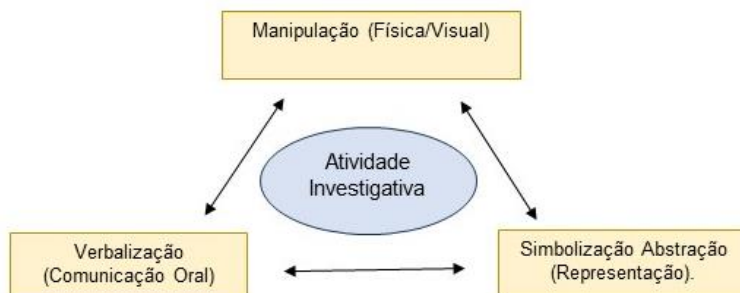 Manipulação (Física/Visual)
Atividade
Investigativa
Verbalização
(Comunicação Oral)
Simbolização Abstração
(Representação).